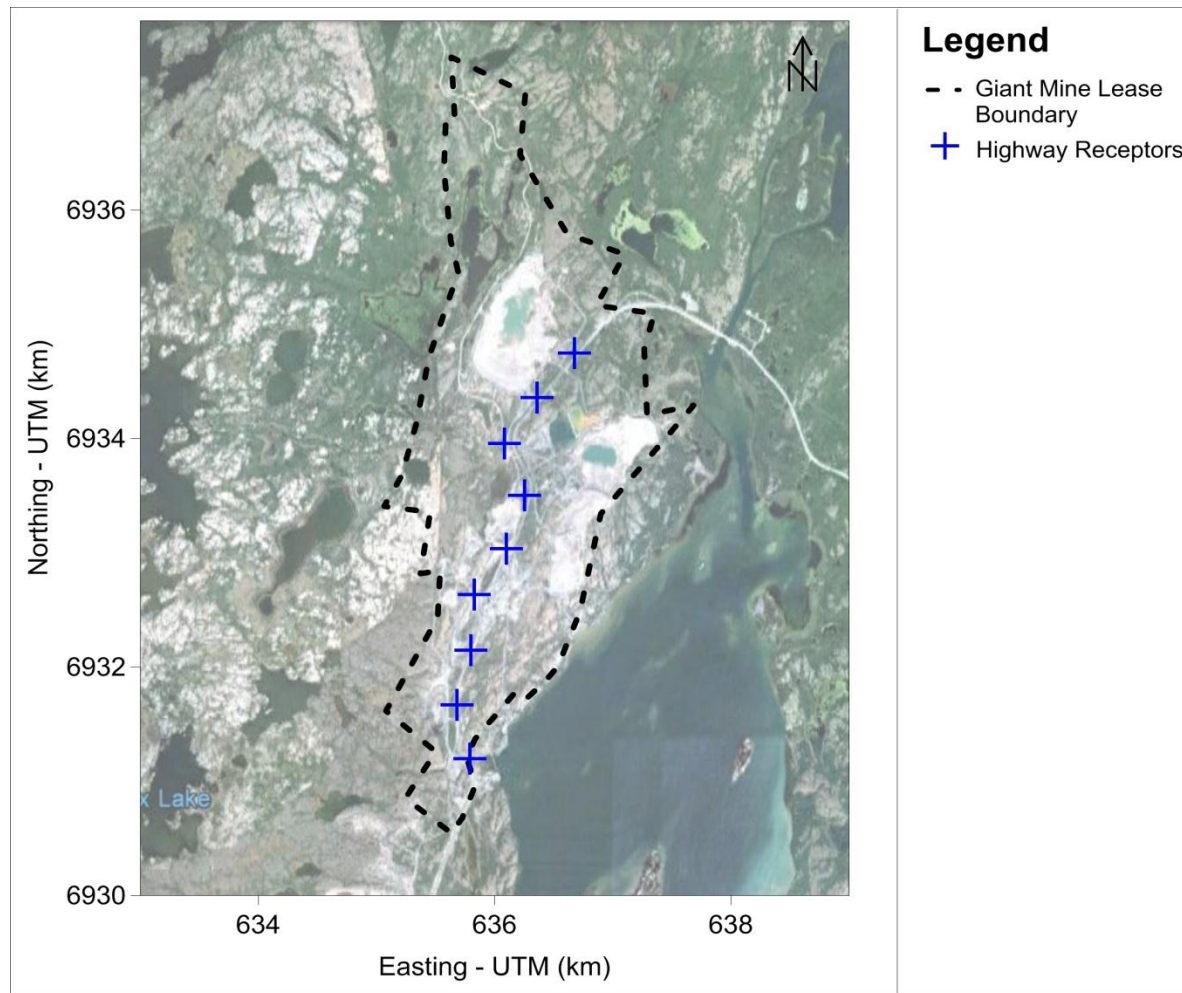 Legend
Giant Mine Lease
Boundary
Highway Receptors
N
6936
6934
6932
6930
Northing - UTM (km)
x Lake
634 636 638
Easting - UTM (km)